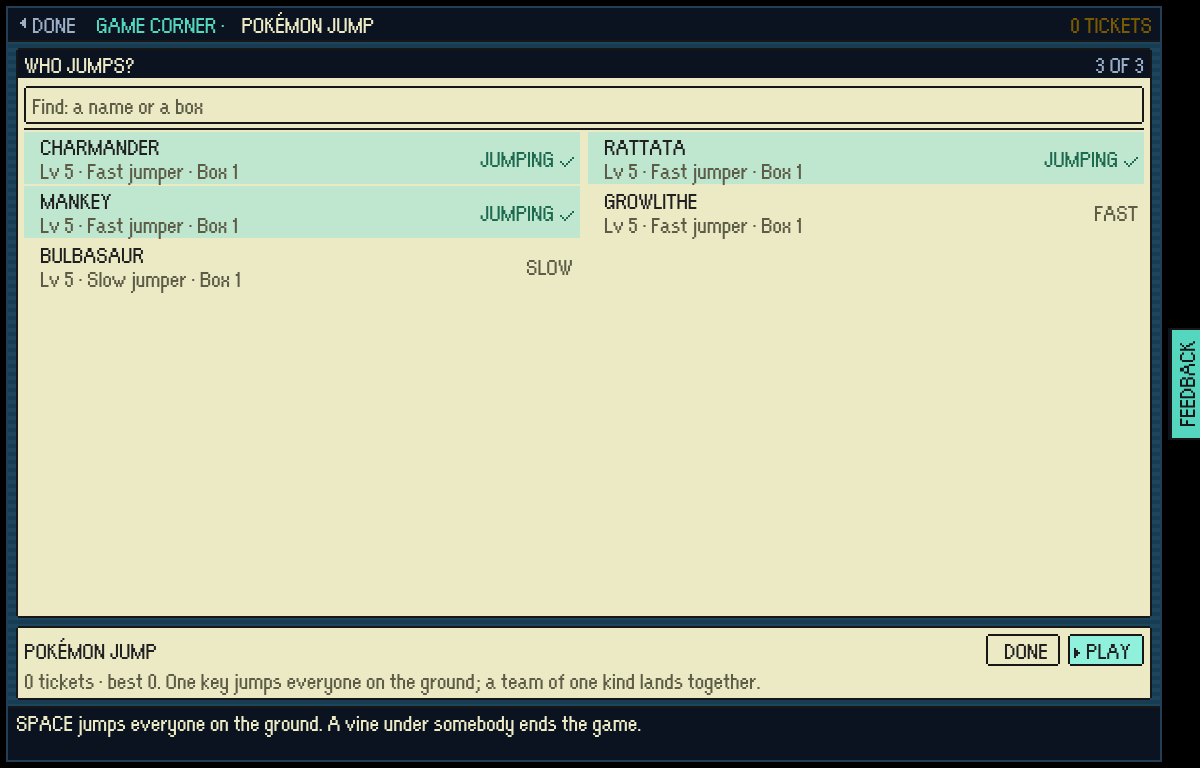 DONE GAME CORNER · POKÉMON JUMP 0 TICKETS
WHO JUMPS? 3 OF 3
Find: a name or a box
CHARMANDER
Lv 5 · Fast jumper · Box 1
JUMPING ✓
RATTATA
Lv 5 · Fast jumper · Box 1
JUMPING ✓
MANKEY
Lv 5 · Fast jumper · Box 1
JUMPING ✓
GROWLITHE
Lv 5 · Fast jumper · Box 1
FAST
BULBASAUR
Lv 5 · Slow jumper · Box 1
SLOW
FEEDBACK
POKÉMON JUMP
DONE PLAY
0 tickets · best 0. One key jumps everyone on the ground; a team of one kind lands together.
SPACE jumps everyone on the ground. A vine under somebody ends the game.